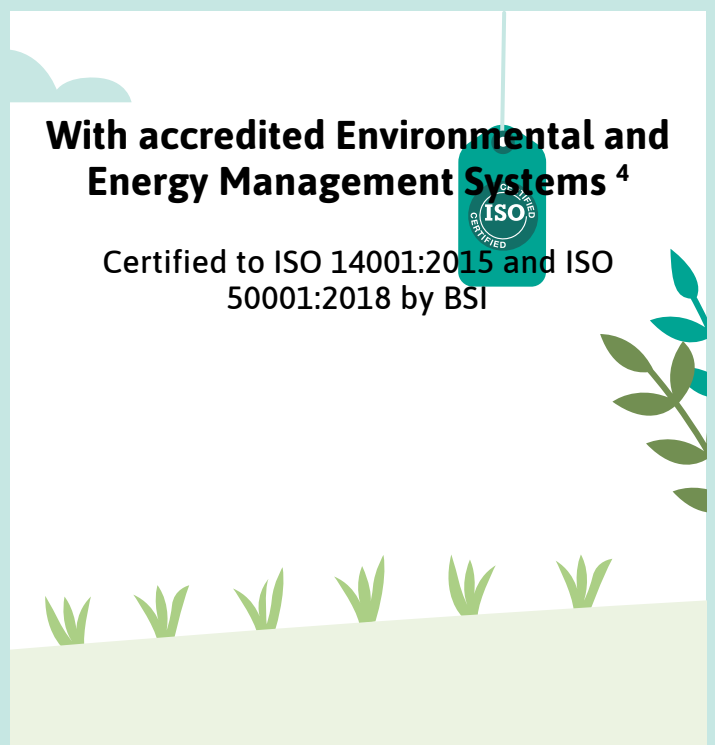 With accredited Environmental and
Energy Management Systems ⁴
ISO
CERTIFIED
Certified to ISO 14001:2015 and ISO
50001:2018 by BSI